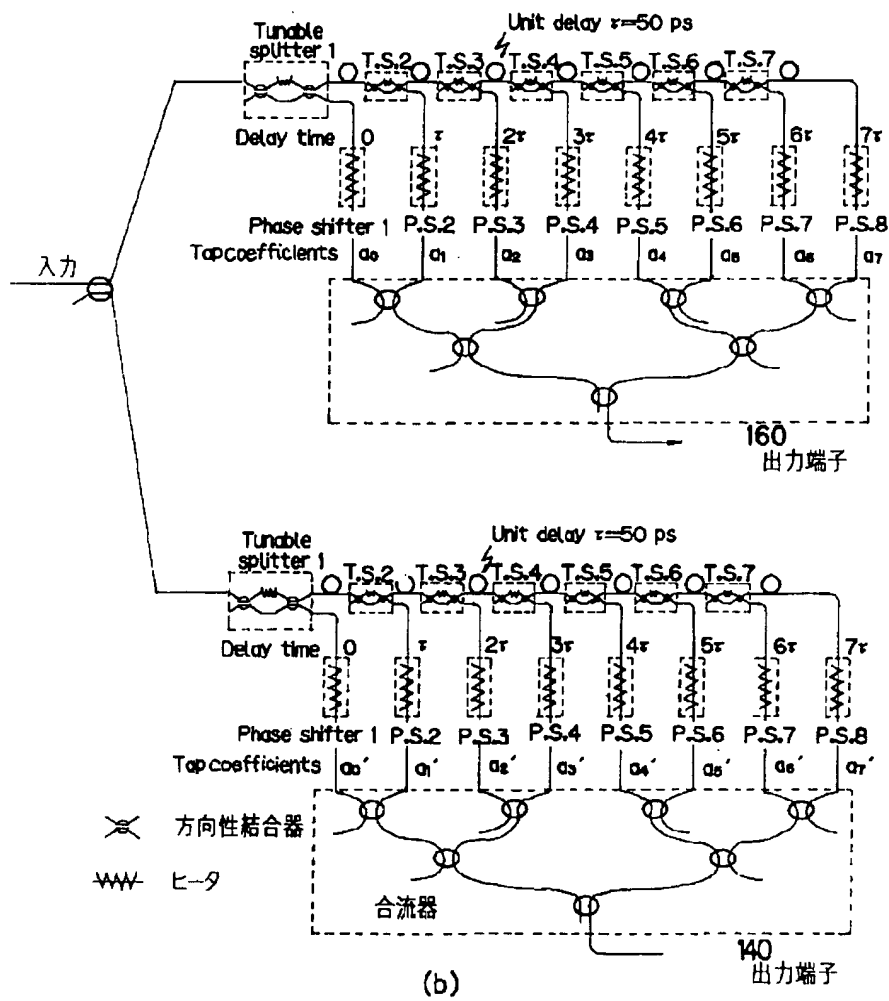 Unit delay τ=50 ps
Tunable
splitter 1
T.S.2 T.S.3 T.S.4 T.S.5 T.S.6 T.S.7
Delay time 0 τ 2τ 3τ 4τ 5τ 6τ 7τ
Phase shifter 1 P.S.2 P.S.3 P.S.4 P.S.5 P.S.6 P.S.7 P.S.8
Tap coefficients a₀ a₁ a₂ a₃ a₄ a₅ a₆ a₇
入力
160
出力端子
Unit delay τ=50 ps
Tunable
splitter 1
T.S.2 T.S.3 T.S.4 T.S.5 T.S.6 T.S.7
Delay time 0 τ 2τ 3τ 4τ 5τ 6τ 7τ
Phase shifter 1 P.S.2 P.S.3 P.S.4 P.S.5 P.S.6 P.S.7 P.S.8
Tap coefficients a₀′ a₁′ a₂′ a₃′ a₄′ a₅′ a₆′ a₇′
方向性結合器
ヒータ
合流器
140
出力端子
(b)